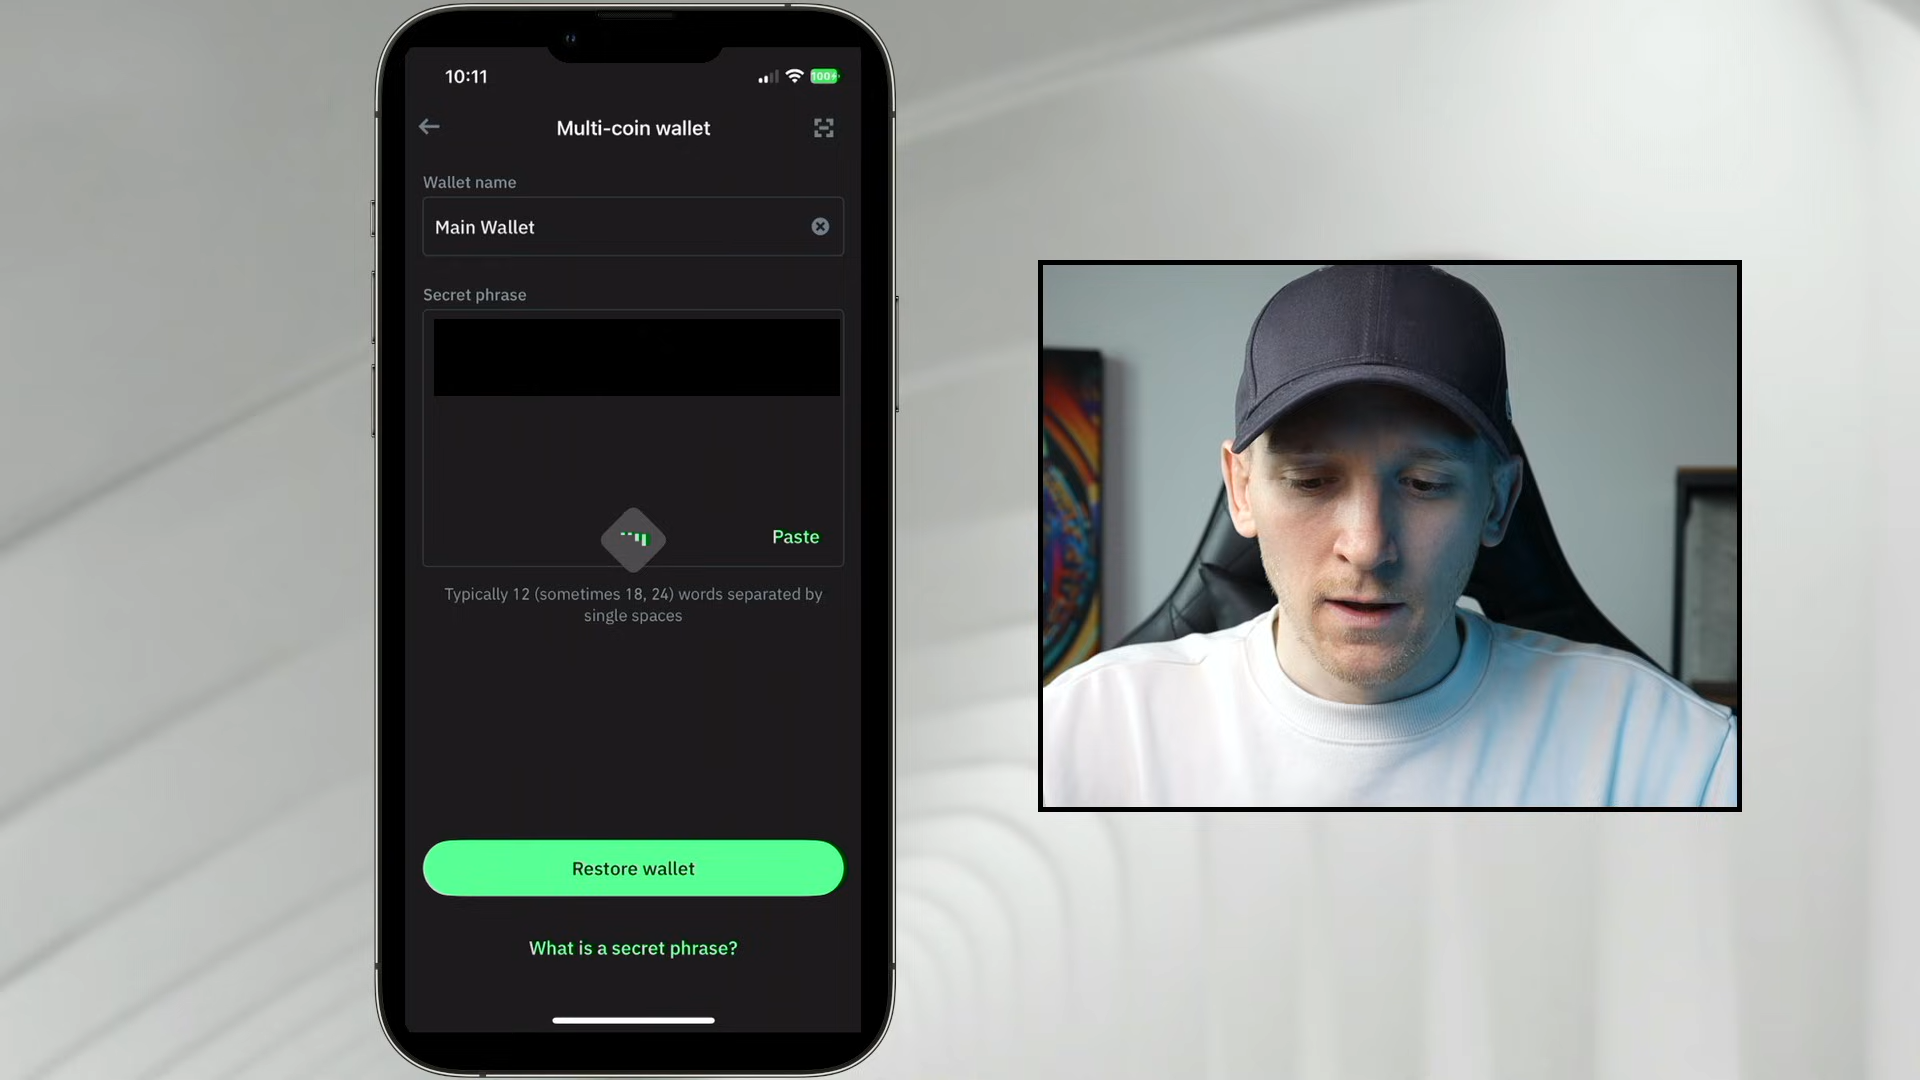 10:11
100
Multi-coin wallet
Wallet name
Main Wallet
Secret phrase
Paste
Typically 12 (sometimes 18, 24) words separated by
single spaces
Restore wallet
What is a secret phrase?